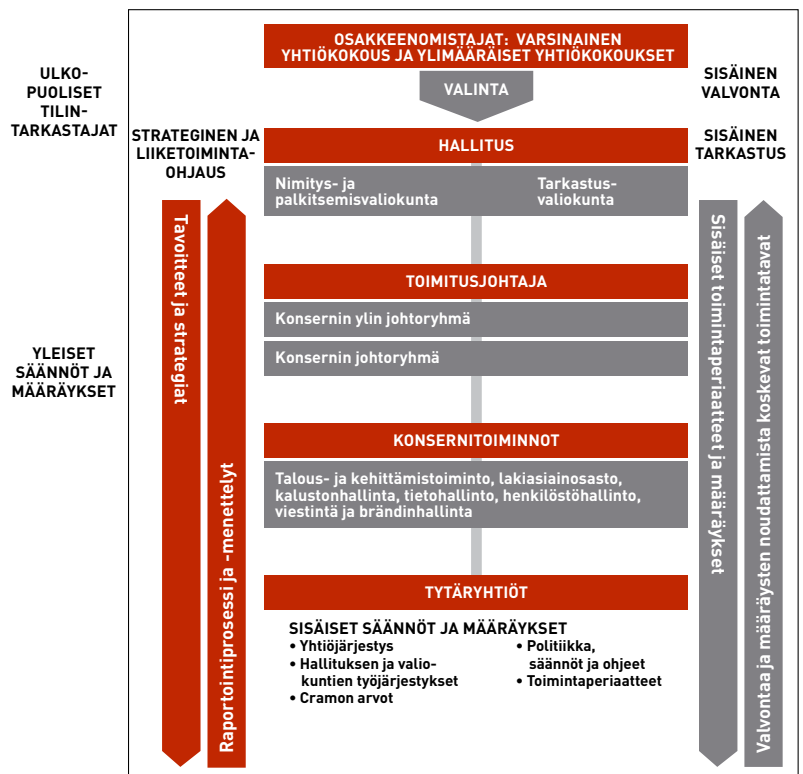 OSAKKEENOMISTAJAT: VARSINAINEN
YHTIÖKOKOUS JA YLIMÄÄRÄISET YHTIÖKOKOUKSET
VALINTA
ULKO-
PUOLISET
TILIN-
TARKASTAJAT
SISÄINEN
VALVONTA
STRATEGINEN JA
LIIKETOIMINTA-
OHJAUS
HALLITUS
SISÄINEN
TARKASTUS
Nimitys- ja
palkitsemisvaliokunta
Tarkastus-
valiokunta
Tavoitteet ja strategiat
Raportointiprosessi ja -menettelyt
TOIMITUSJOHTAJA
Konsernin ylin johtoryhmä
Konsernin johtoryhmä
YLEISET
SÄÄNNÖT JA
MÄÄRÄYKSET
KONSERNITOIMINNOT
Talous- ja kehittämistoiminto, lakiasiainosasto,
kalustonhallinta, tietohallinto, henkilöstöhallinto,
viestintä ja brändinhallinta
TYTÄRYHTIÖT
SISÄISET SÄÄNNÖT JA MÄÄRÄYKSET
• Yhtiöjärjestys
• Hallituksen ja valio-
kuntien työjärjestykset
• Cramon arvot
• Politiikka,
säännöt ja ohjeet
• Toimintaperiaatteet
Sisäiset toimintaperiaatteet ja määräykset
Valvontaa ja määräysten noudattamista koskevat toimintatavat